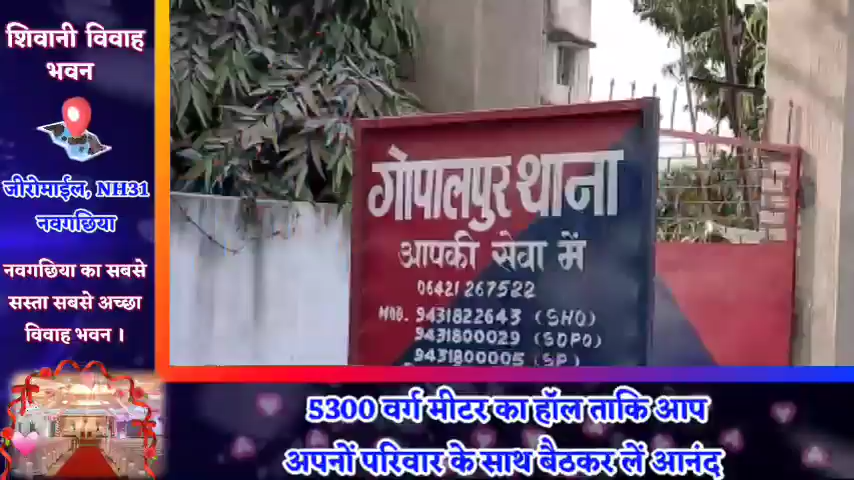 शिवानी विवाह
भवन
जीरोमाईल, NH31
नवगछिया
नवगछिया का सबसे
सस्ता सबसे अच्छा
विवाह भवन ।
गोपालपुर थाना
आपकी सेवा में
06421 267522
MOB. 9431822643 (SHO)
9431800029 (SDPO)
9431800005 (SP)
5300 वर्ग मीटर का हॉल ताकि आप
अपनों परिवार के साथ बैठकर लें आनंद